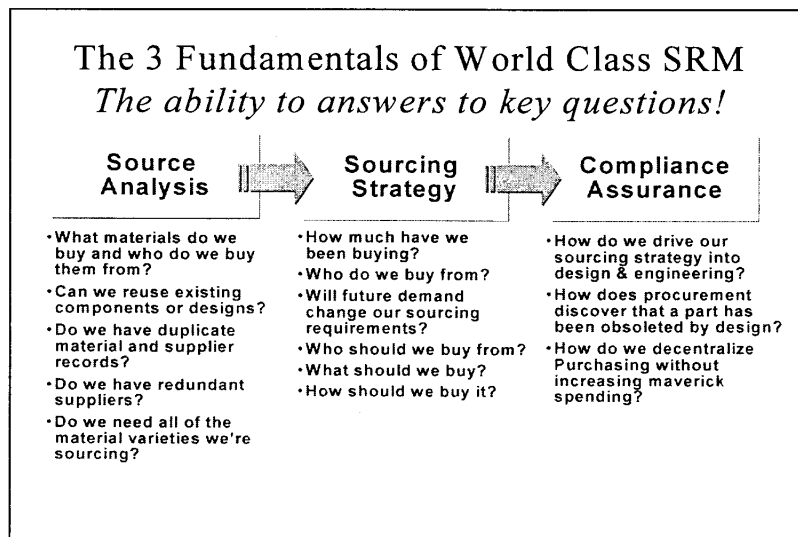 The 3 Fundamentals of World Class SRM
The ability to answers to key questions!
Source
Analysis
•What materials do we
buy and who do we buy
them from?
•Can we reuse existing
components or designs?
•Do we have duplicate
material and supplier
records?
•Do we have redundant
suppliers?
•Do we need all of the
material varieties we're
sourcing?
Sourcing
Strategy
•How much have we
been buying?
•Who do we buy from?
•Will future demand
change our sourcing
requirements?
•Who should we buy from?
•What should we buy?
•How should we buy it?
Compliance
Assurance
•How do we drive our
sourcing strategy into
design & engineering?
•How does procurement
discover that a part has
been obsoleted by design?
•How do we decentralize
Purchasing without
increasing maverick
spending?